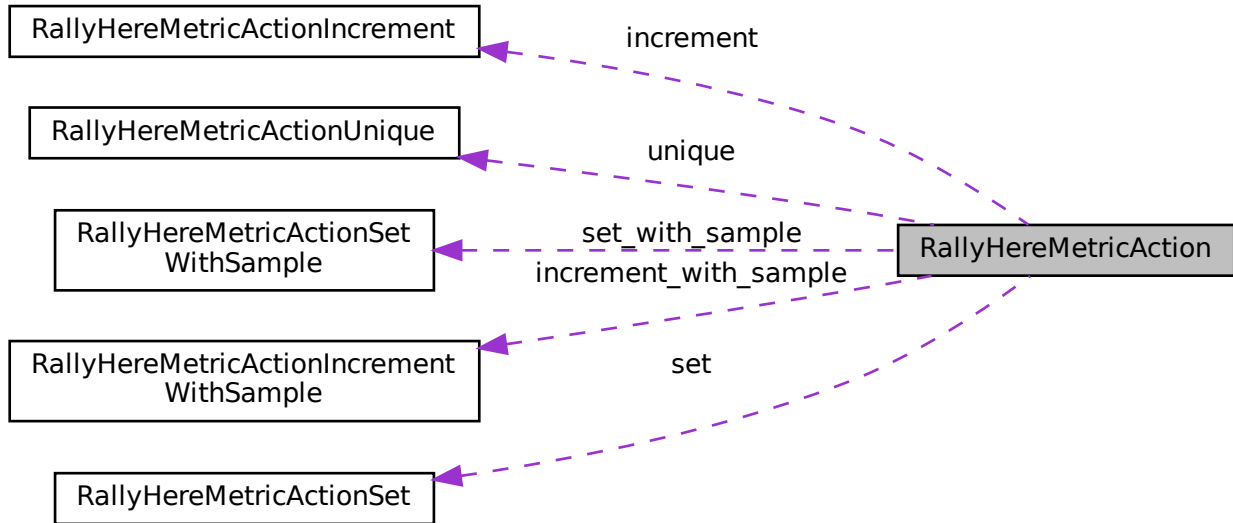 RallyHereMetricActionIncrement
increment
RallyHereMetricActionUnique
unique
RallyHereMetricActionSet
WithSample
set_with_sample
RallyHereMetricAction
increment_with_sample
RallyHereMetricActionIncrement
WithSample
set
RallyHereMetricActionSet